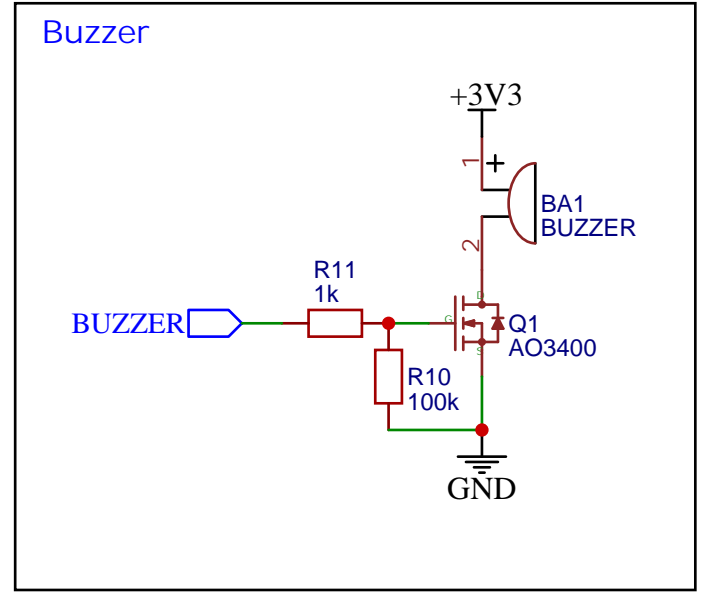 Buzzer
+3V3
1
+
BA1
BUZZER
2
R11
1k
BUZZER
D
G
Q1
AO3400
S
R10
100k
GND